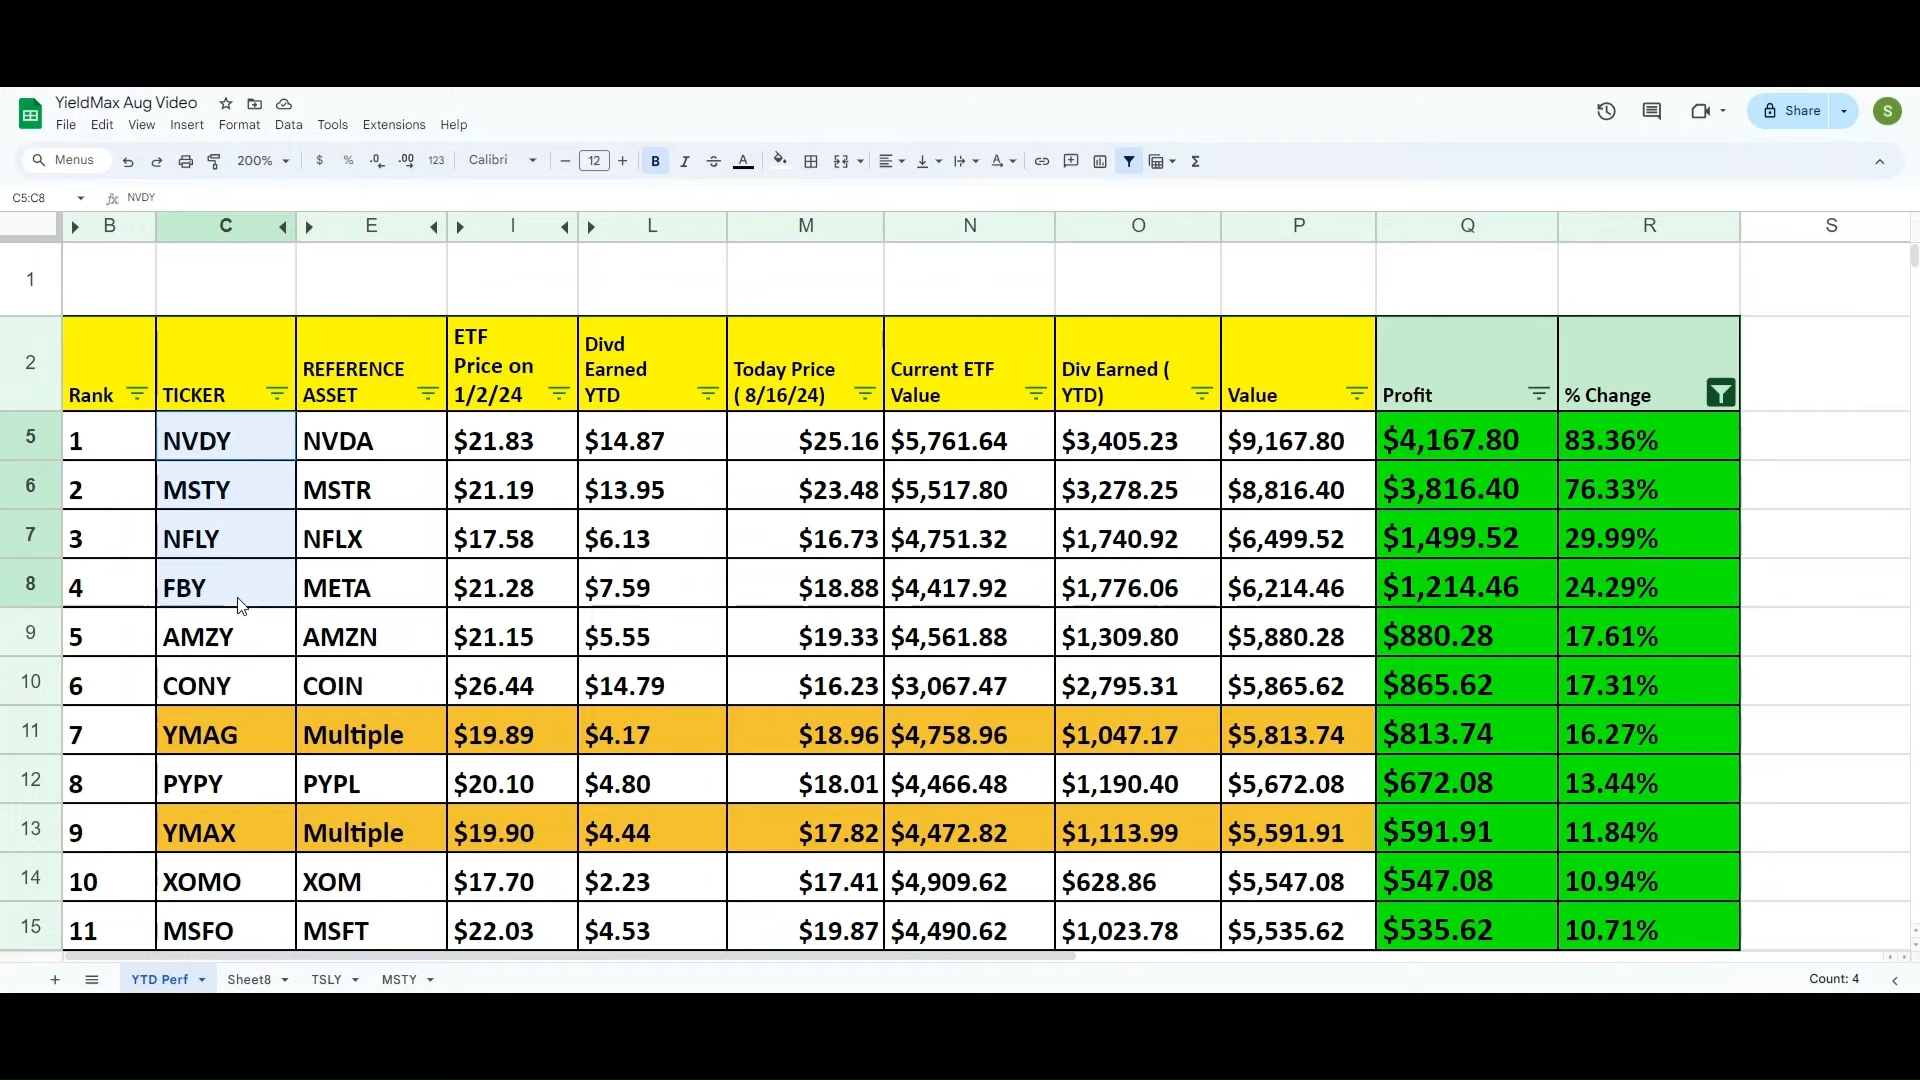 YieldMax Aug Video
File Edit View Insert Format Data Tools Extensions Help
Share
S
Menus 200% $ % .0 .00 123 Calibri 12 B I A Σ
C5:C8 fx NVDY
B C E I L M N O P Q R S
1
2 Rank TICKER REFERENCE ASSET ETF Price on 1/2/24 Divd Earned YTD Today Price ( 8/16/24) Current ETF Value Div Earned ( YTD) Value Profit % Change
5 1 NVDY NVDA $21.83 $14.87 $25.16 $5,761.64 $3,405.23 $9,167.80 $4,167.80 83.36%
6 2 MSTY MSTR $21.19 $13.95 $23.48 $5,517.80 $3,278.25 $8,816.40 $3,816.40 76.33%
7 3 NFLY NFLX $17.58 $6.13 $16.73 $4,751.32 $1,740.92 $6,499.52 $1,499.52 29.99%
8 4 FBY META $21.28 $7.59 $18.88 $4,417.92 $1,776.06 $6,214.46 $1,214.46 24.29%
9 5 AMZY AMZN $21.15 $5.55 $19.33 $4,561.88 $1,309.80 $5,880.28 $880.28 17.61%
10 6 CONY COIN $26.44 $14.79 $16.23 $3,067.47 $2,795.31 $5,865.62 $865.62 17.31%
11 7 YMAG Multiple $19.89 $4.17 $18.96 $4,758.96 $1,047.17 $5,813.74 $813.74 16.27%
12 8 PYPY PYPL $20.10 $4.80 $18.01 $4,466.48 $1,190.40 $5,672.08 $672.08 13.44%
13 9 YMAX Multiple $19.90 $4.44 $17.82 $4,472.82 $1,113.99 $5,591.91 $591.91 11.84%
14 10 XOMO XOM $17.70 $2.23 $17.41 $4,909.62 $628.86 $5,547.08 $547.08 10.94%
15 11 MSFO MSFT $22.03 $4.53 $19.87 $4,490.62 $1,023.78 $5,535.62 $535.62 10.71%
YTD Perf Sheet8 TSLY MSTY Count: 4